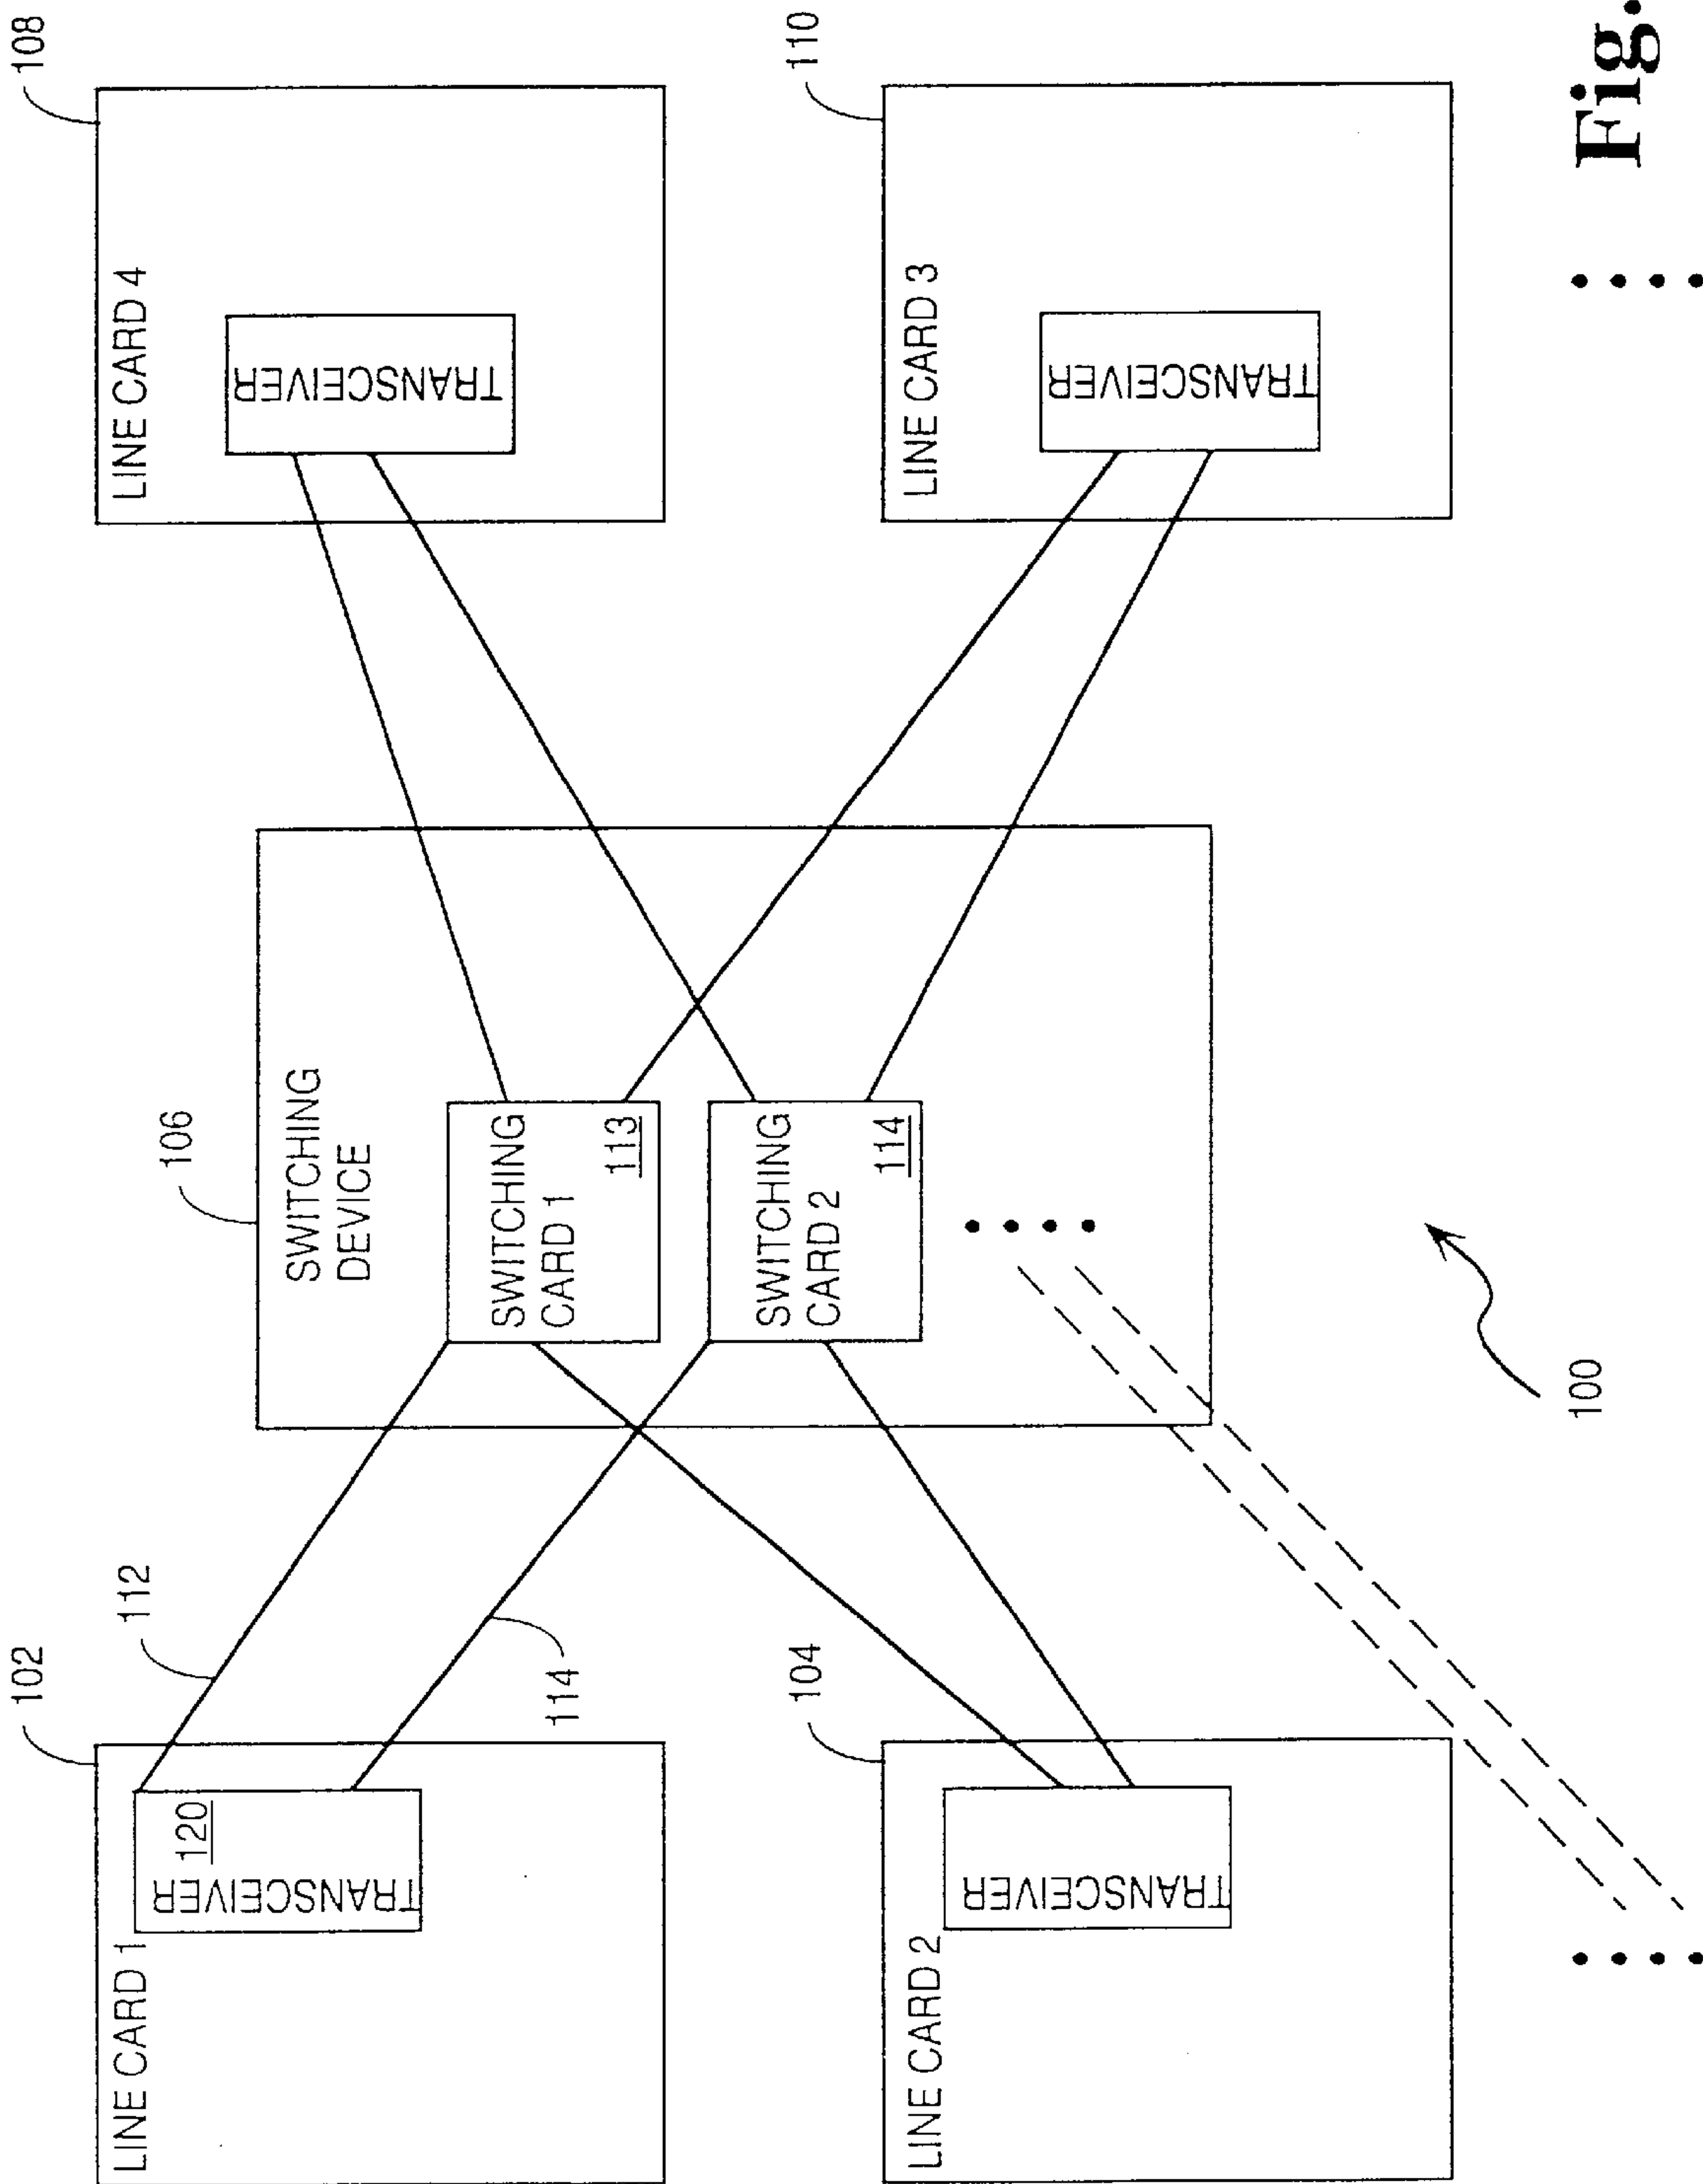 102
LINE CARD 1
120
TRANSCEIVER
112
114
104
LINE CARD 2
TRANSCEIVER
106
SWITCHING
DEVICE
SWITCHING
CARD 1
113
SWITCHING
CARD 2
114
108
LINE CARD 4
TRANSCEIVER
110
LINE CARD 3
TRANSCEIVER
100
Fig.